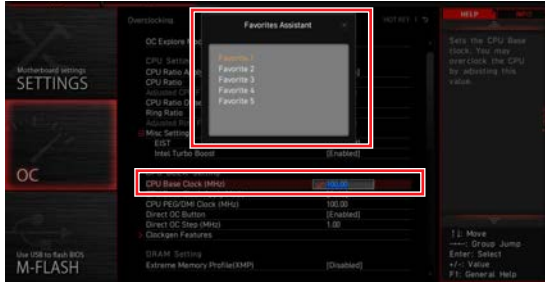 Overclocking
Favorites Assistant
HOT KEY
HELP
INFO
OC Explore
Favorite 1
Favorite 2
Favorite 3
Favorite 4
Favorite 5
Sets the CPU Base
Clock. You may
overclock the CPU
by adjusting this
value.
Motherboard settings
SETTINGS
CPU Ratio
CPU Ratio
Ring Ratio
Misc Setting
EIST
Intel Turbo Boost [Enabled]
OC
CPU Base Clock (MHz) 100.00
CPU PEG/DMI Clock (MHz) 100.00
Direct OC Button [Enabled]
Direct OC Step (MHz) 1.00
Clockgen Features
DRAM Setting
Extreme Memory Profile(XMP) [Disabled]
Use USB to flash BIOS
M-FLASH
Move
Group Jump
Enter: Select
+/-: Value
F1: General Help